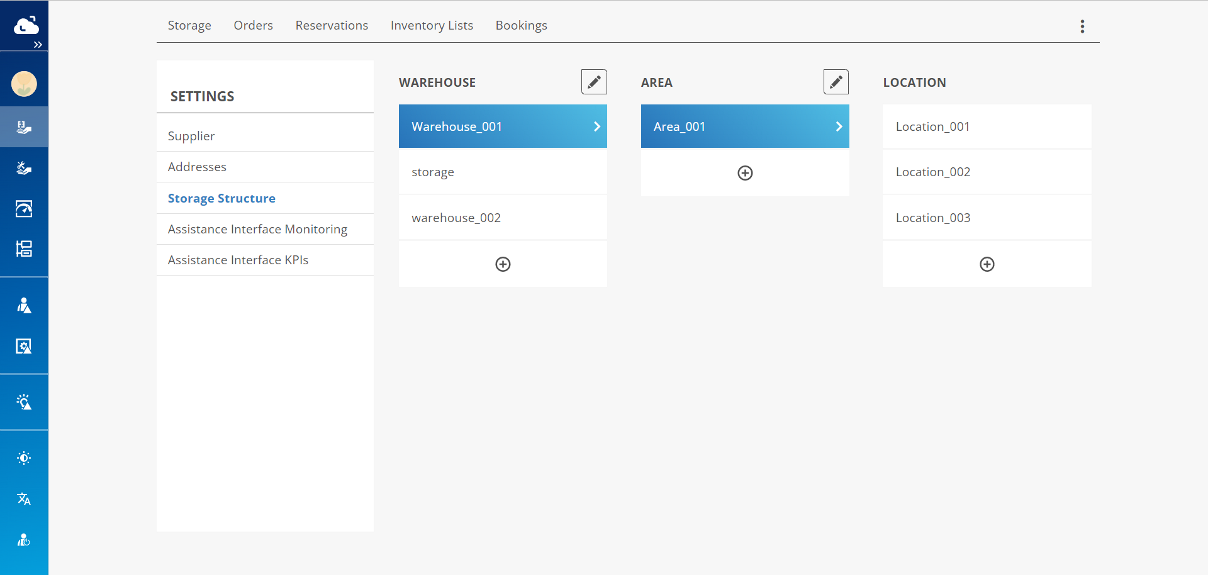 Storage Orders Reservations Inventory Lists Bookings
SETTINGS
Supplier
Addresses
Storage Structure
Assistance Interface Monitoring
Assistance Interface KPIs
WAREHOUSE
Warehouse_001
storage
warehouse_002
AREA
Area_001
LOCATION
Location_001
Location_002
Location_003